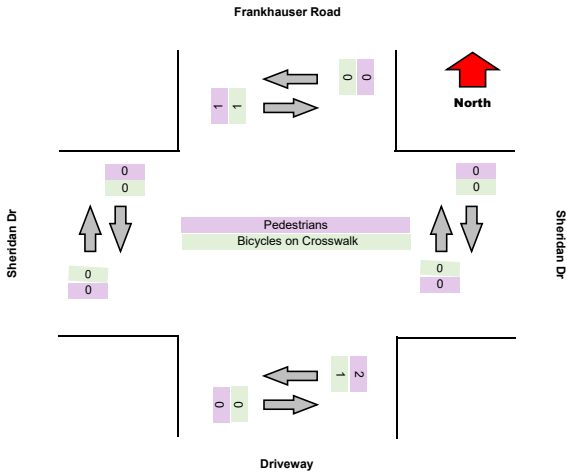 Frankhauser Road
0 0
1 1
North
0
0
0
0
Sheridan Dr
Pedestrians
Bicycles on Crosswalk
Sheridan Dr
0
0
0
0
1 2
0 0
Driveway